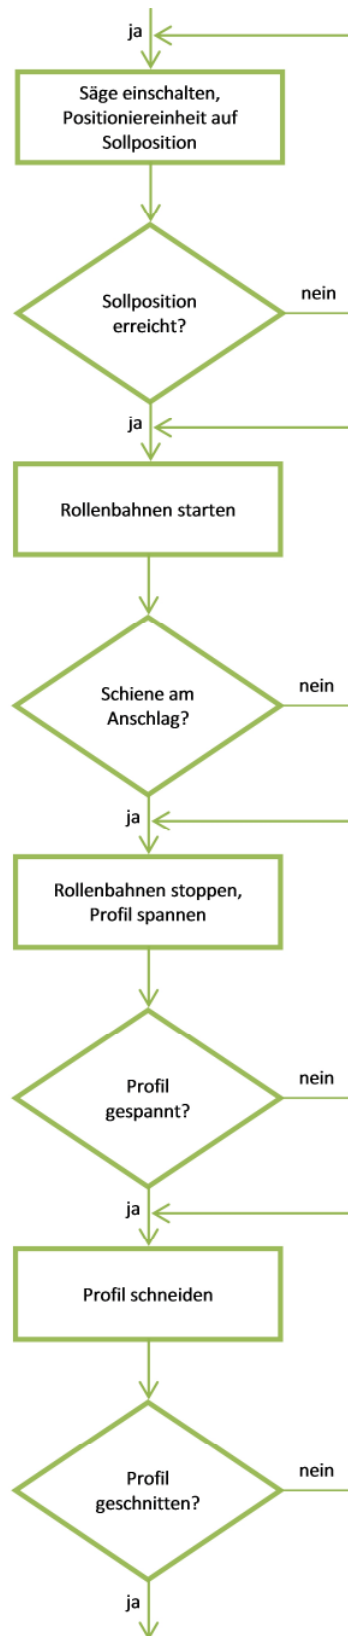 ja
Säge einschalten,
Positioniereinheit auf
Sollposition
Sollposition
erreicht?
nein
ja
Rollenbahnen starten
Schiene am
Anschlag?
nein
ja
Rollenbahnen stoppen,
Profil spannen
Profil
gespannt?
nein
ja
Profil schneiden
Profil
geschnitten?
nein
ja